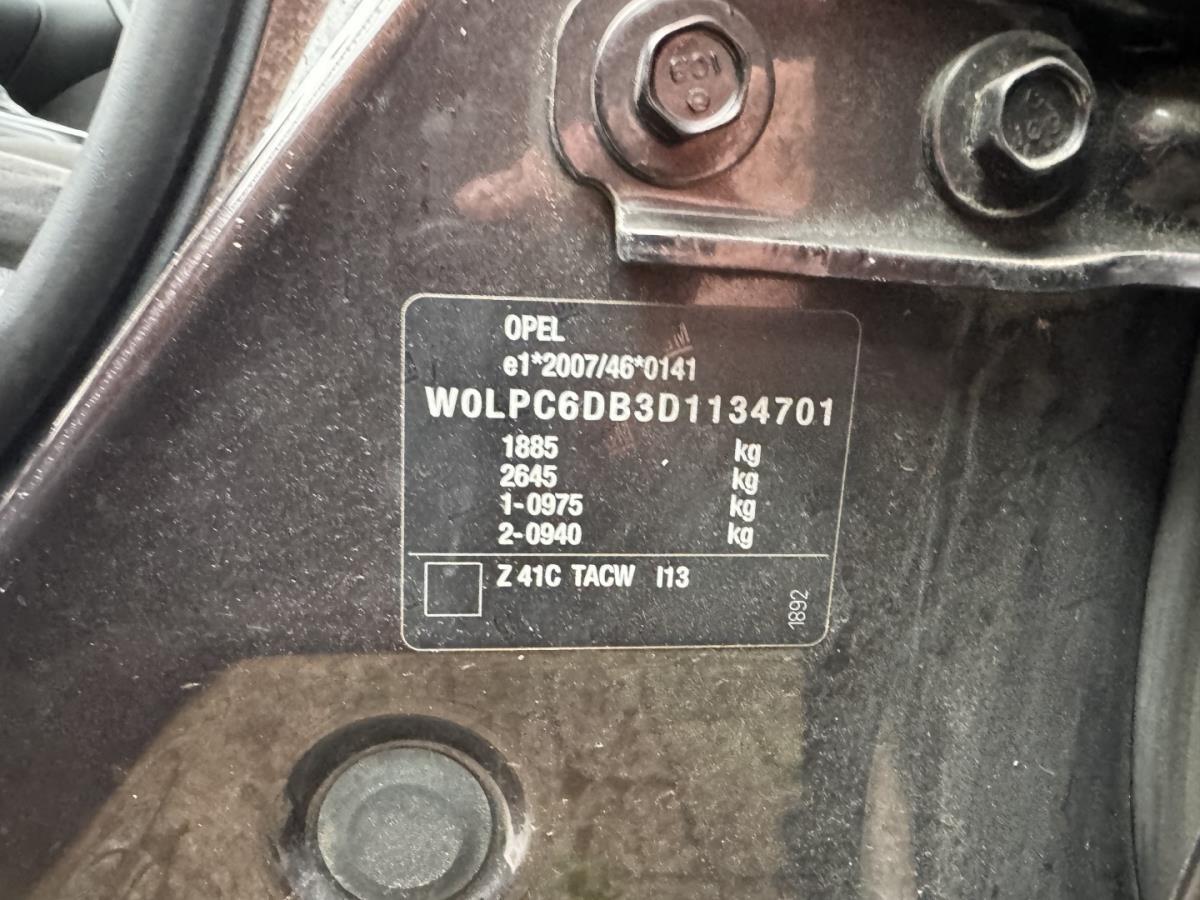 OPEL
e1*2007/46*0141
W0LPC6DB3D1134701
1885 kg
2645 kg
1-0975 kg
2-0940 kg
Z 41C TACW I13
1892